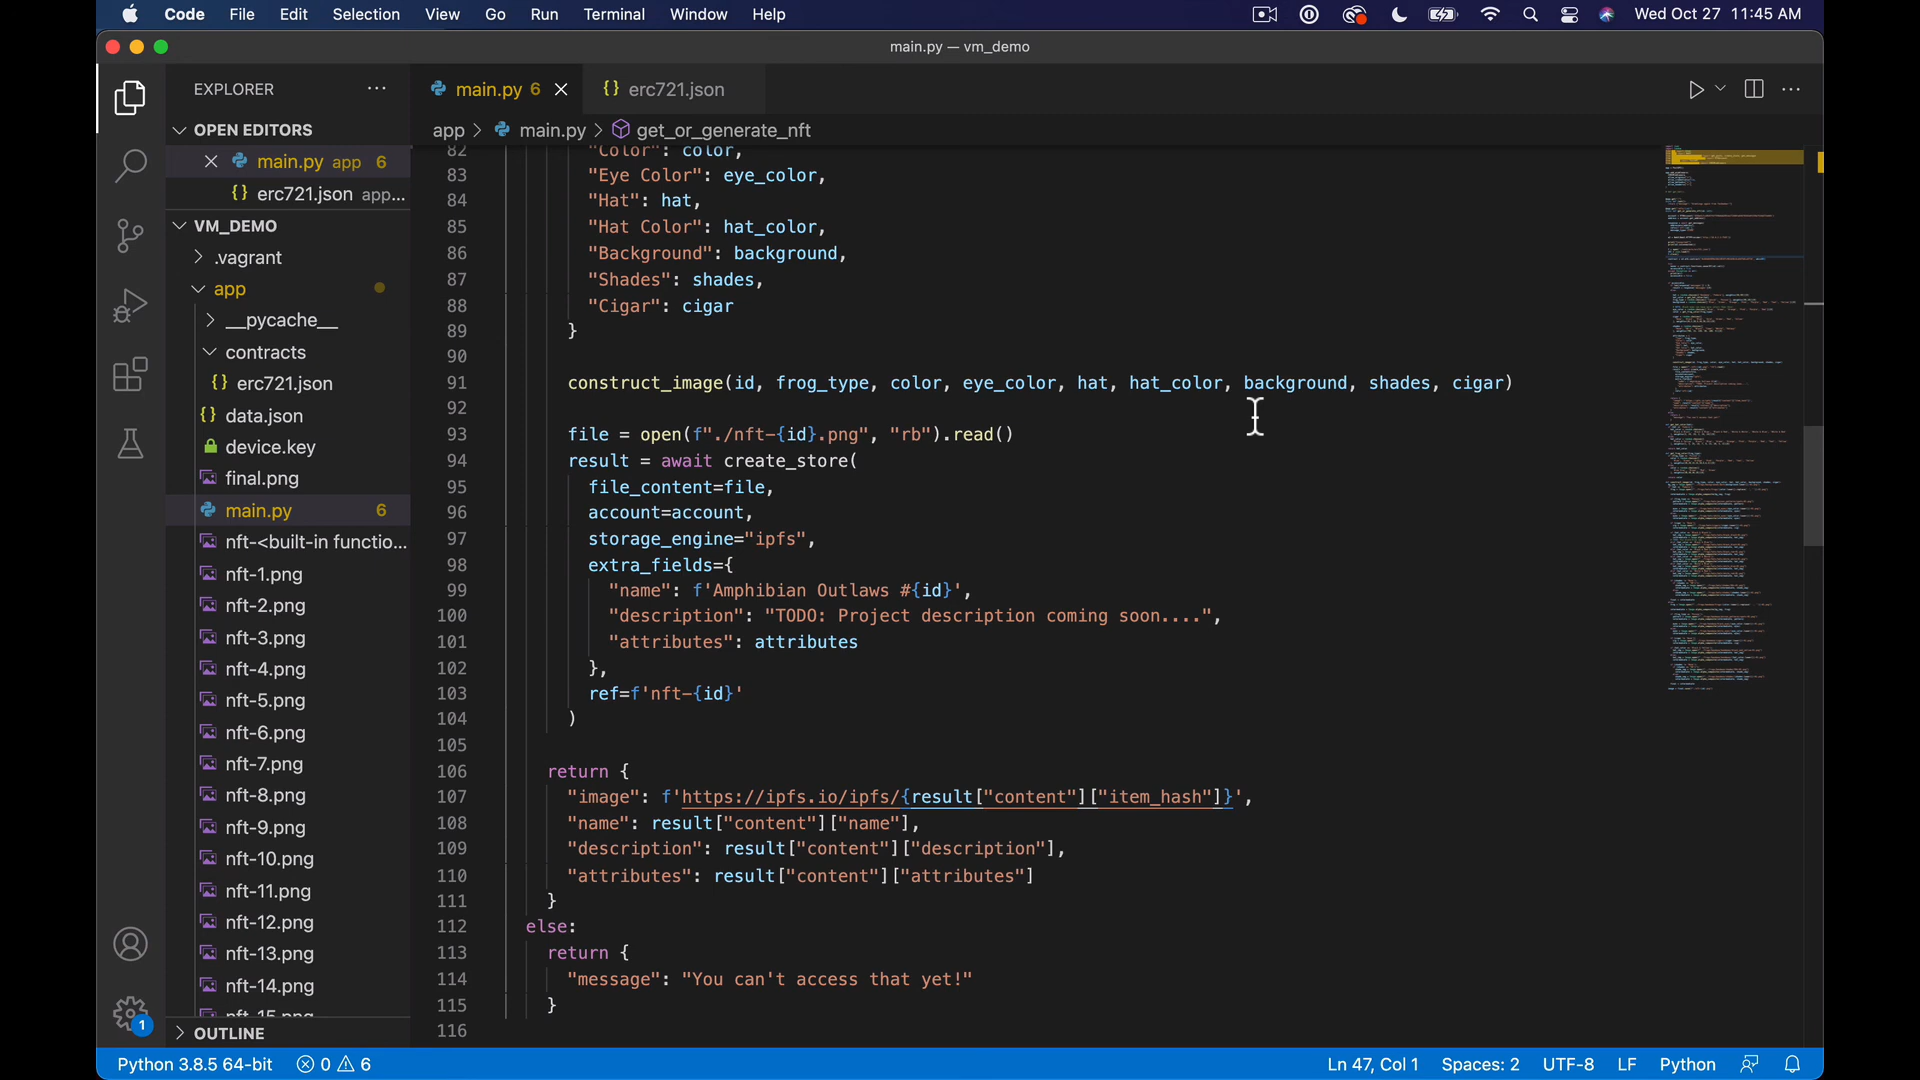 Code File Edit Selection View Go Run Terminal Window Help Wed Oct 27 11:45 AM
main.py — vm_demo
EXPLORER ···
OPEN EDITORS
main.py app 6
erc721.json app...
VM_DEMO
.vagrant
app
__pycache__
contracts
erc721.json
data.json
device.key
final.png
main.py 6
nft-<built-in functio...
nft-1.png
nft-2.png
nft-3.png
nft-4.png
nft-5.png
nft-6.png
nft-7.png
nft-8.png
nft-9.png
nft-10.png
nft-11.png
nft-12.png
nft-13.png
nft-14.png
nft-15.png
OUTLINE
1
main.py 6 erc721.json
app > main.py > get_or_generate_nft
82 "Color": color,
83 "Eye Color": eye_color,
84 "Hat": hat,
85 "Hat Color": hat_color,
86 "Background": background,
87 "Shades": shades,
88 "Cigar": cigar
89 }
90
91 construct_image(id, frog_type, color, eye_color, hat, hat_color, background, shades, cigar)
92
93 file = open(f"./nft-{id}.png", "rb").read()
94 result = await create_store(
95 file_content=file,
96 account=account,
97 storage_engine="ipfs",
98 extra_fields={
99 "name": f'Amphibian Outlaws #{id}',
100 "description": "TODO: Project description coming soon....",
101 "attributes": attributes
102 },
103 ref=f'nft-{id}'
104 )
105
106 return {
107 "image": f'https://ipfs.io/ipfs/{result["content"]["item_hash"]}',
108 "name": result["content"]["name"],
109 "description": result["content"]["description"],
110 "attributes": result["content"]["attributes"]
111 }
112 else:
113 return {
114 "message": "You can't access that yet!"
115 }
116
Python 3.8.5 64-bit 0 6 Ln 47, Col 1 Spaces: 2 UTF-8 LF Python